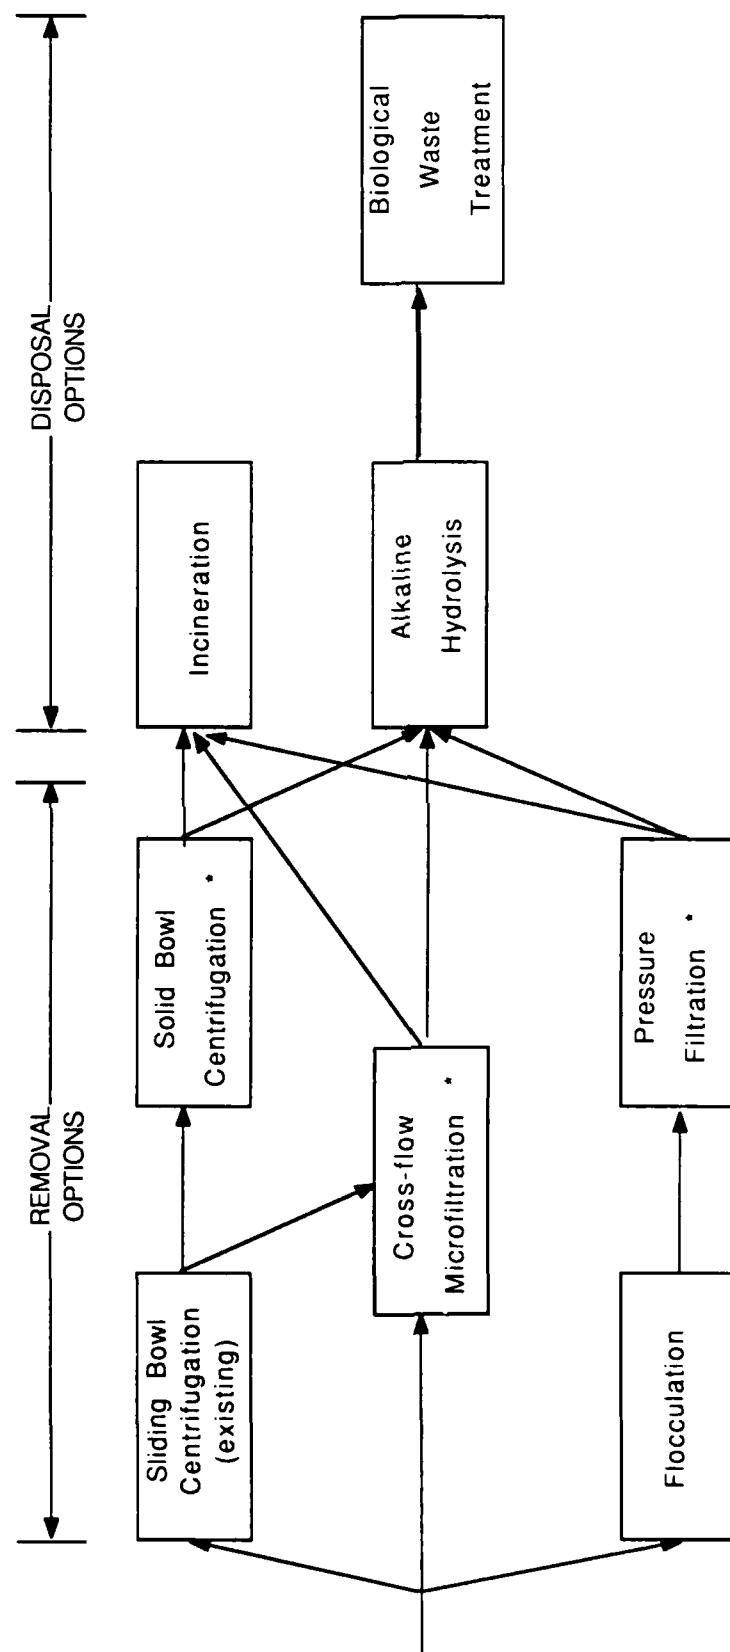 REMOVAL
OPTIONS
DISPOSAL
OPTIONS
Sliding Bowl
Centrifugation
(existing)
Solid Bowl
Centrifugation *
Incineration
Cross-flow
Microfiltration *
Alkaline
Hydrolysis
Biological
Waste
Treatment
Flocculation
Pressure
Filtration *